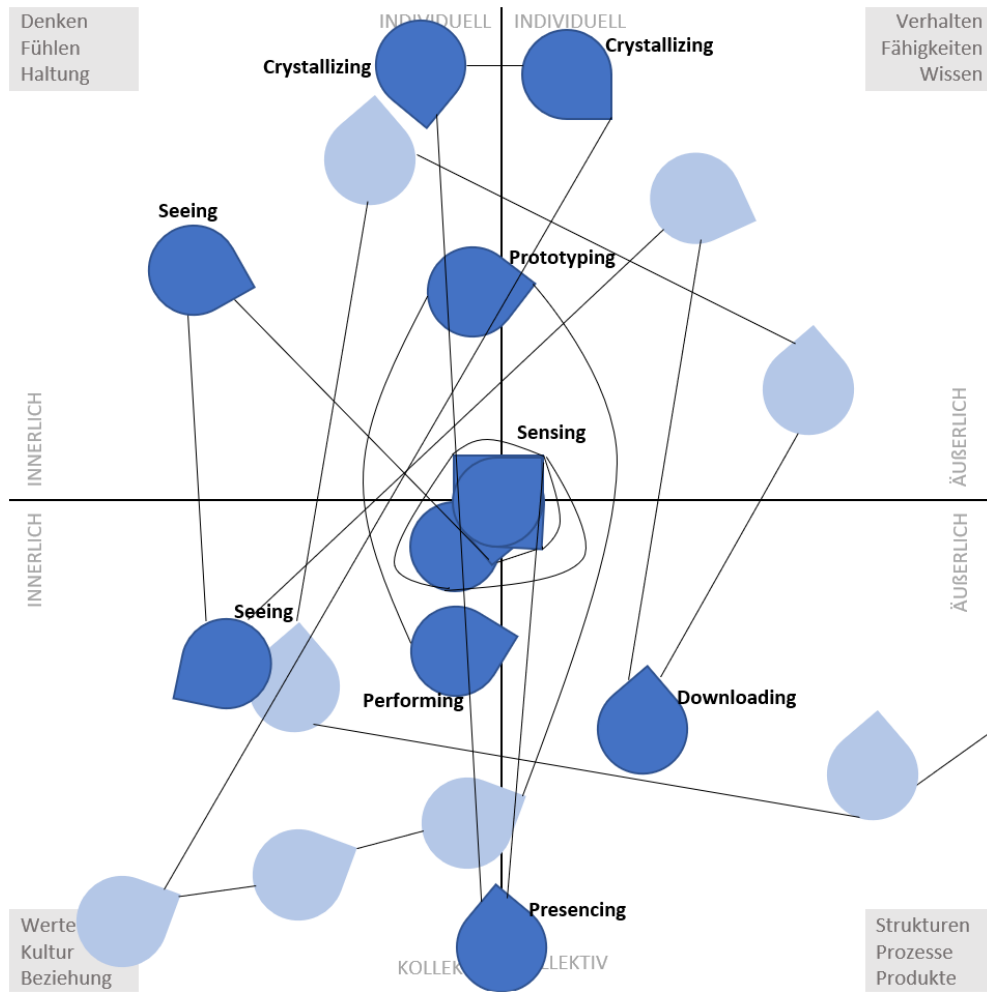 Denken
Fühlen
Haltung
INDIVIDUELL
INDIVIDUELL
Verhalten
Fähigkeiten
Wissen
Crystallizing
Crystallizing
Seeing
Prototyping
Sensing
INNERLICH
ÄUßERLICH
INNERLICH
ÄUßERLICH
Seeing
Performing
Downloading
Presencing
Werte
Kultur
Beziehung
Strukturen
Prozesse
Produkte